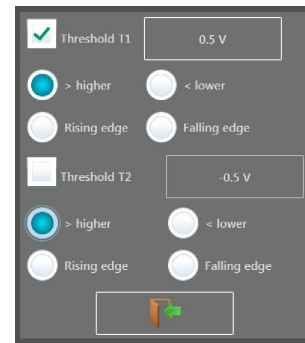 Threshold T1 0.5 V
> higher < lower
Rising edge Falling edge
Threshold T2 -0.5 V
> higher < lower
Rising edge Falling edge